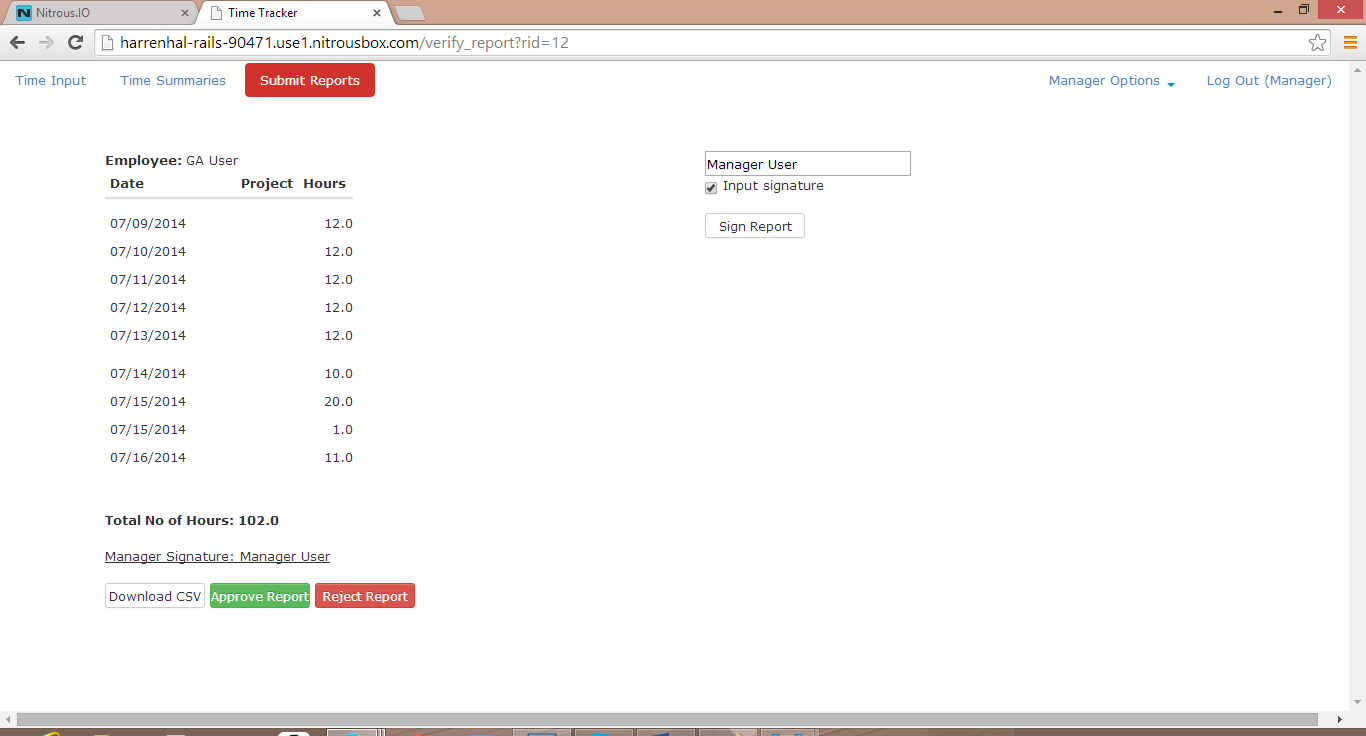 Nitrous.IO
Time Tracker
harrenhal-rails-90471.use1.nitrousbox.com/verify_report?rid=12
Time Input Time Summaries Submit Reports Manager Options Log Out (Manager)
Employee: GA User
Date Project Hours
07/09/2014 12.0
07/10/2014 12.0
07/11/2014 12.0
07/12/2014 12.0
07/13/2014 12.0
07/14/2014 10.0
07/15/2014 20.0
07/15/2014 1.0
07/16/2014 11.0
Total No of Hours: 102.0
Manager Signature: Manager User
Download CSV Approve Report Reject Report
Manager User
Input signature
Sign Report